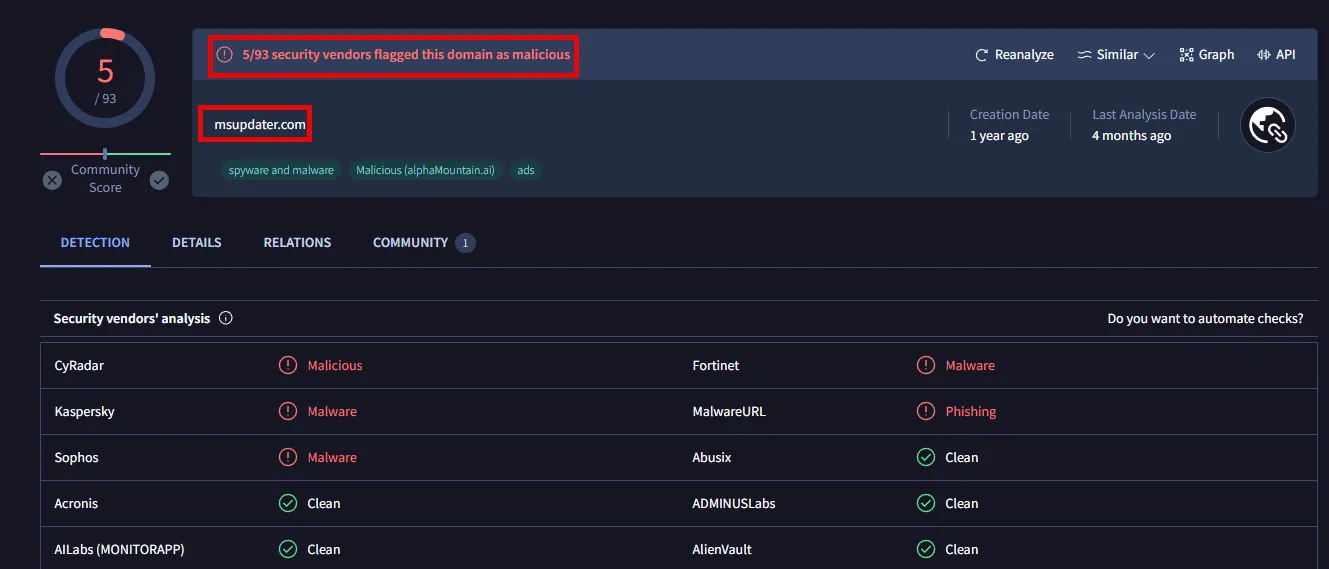 5
/ 93
Community
Score
5/93 security vendors flagged this domain as malicious
Reanalyze
Similar
Graph
API
msupdater.com
Creation Date
1 year ago
Last Analysis Date
4 months ago
spyware and malware
Malicious (alphaMountain.ai)
ads
DETECTION
DETAILS
RELATIONS
COMMUNITY 1
Security vendors' analysis
Do you want to automate checks?
CyRadar
Malicious
Fortinet
Malware
Kaspersky
Malware
MalwareURL
Phishing
Sophos
Malware
Abusix
Clean
Acronis
Clean
ADMINUSLabs
Clean
AILabs (MONITORAPP)
Clean
AlienVault
Clean